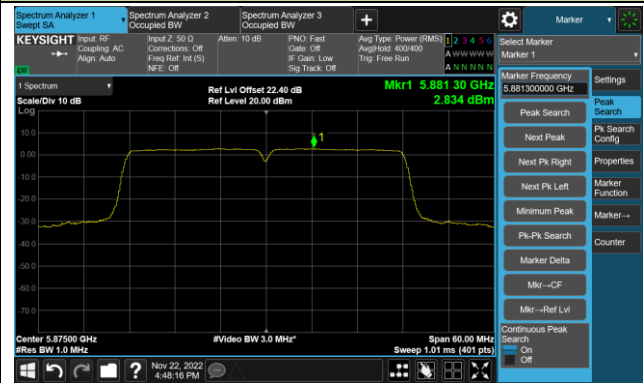 Spectrum Analyzer 1
Swept SA
Spectrum Analyzer 2
Occupied BW
Spectrum Analyzer 3
Occupied BW
+
Marker
KEYSIGHT
Input: RF
Coupling: AC
Align: Auto
Input Z: 50 Ω
Corrections: Off
Freq Ref: Int (S)
NFE: Off
Atten: 10 dB
PNO: Fast
Gate: Off
IF Gain: Low
Sig Track: Off
Avg Type: Power (RMS)
Avg|Hold: 400/400
Trig: Free Run
1 2 3 4 5 6
A W W W W W
A N N N N N
LNI
Select Marker
Marker 1
1 Spectrum
Scale/Div 10 dB
Log
Ref Lvl Offset 22.40 dB
Ref Level 20.00 dBm
Mkr1 5.881 30 GHz
2.834 dBm
10.0
0.00
-10.0
-20.0
-30.0
-40.0
-50.0
-60.0
-70.0
1
Center 5.87500 GHz
#Res BW 1.0 MHz
#Video BW 3.0 MHz*
Span 60.00 MHz
Sweep 1.01 ms (401 pts)
Marker Frequency
5.881300000 GHz
Peak Search
Next Peak
Next Pk Right
Next Pk Left
Minimum Peak
Pk-Pk Search
Marker Delta
Mkr→CF
Mkr→Ref Lvl
Continuous Peak
Search
On
Off
Settings
Peak
Search
Pk Search
Config
Properties
Marker
Function
Marker→
Counter
?
Nov 22, 2022
4:48:16 PM